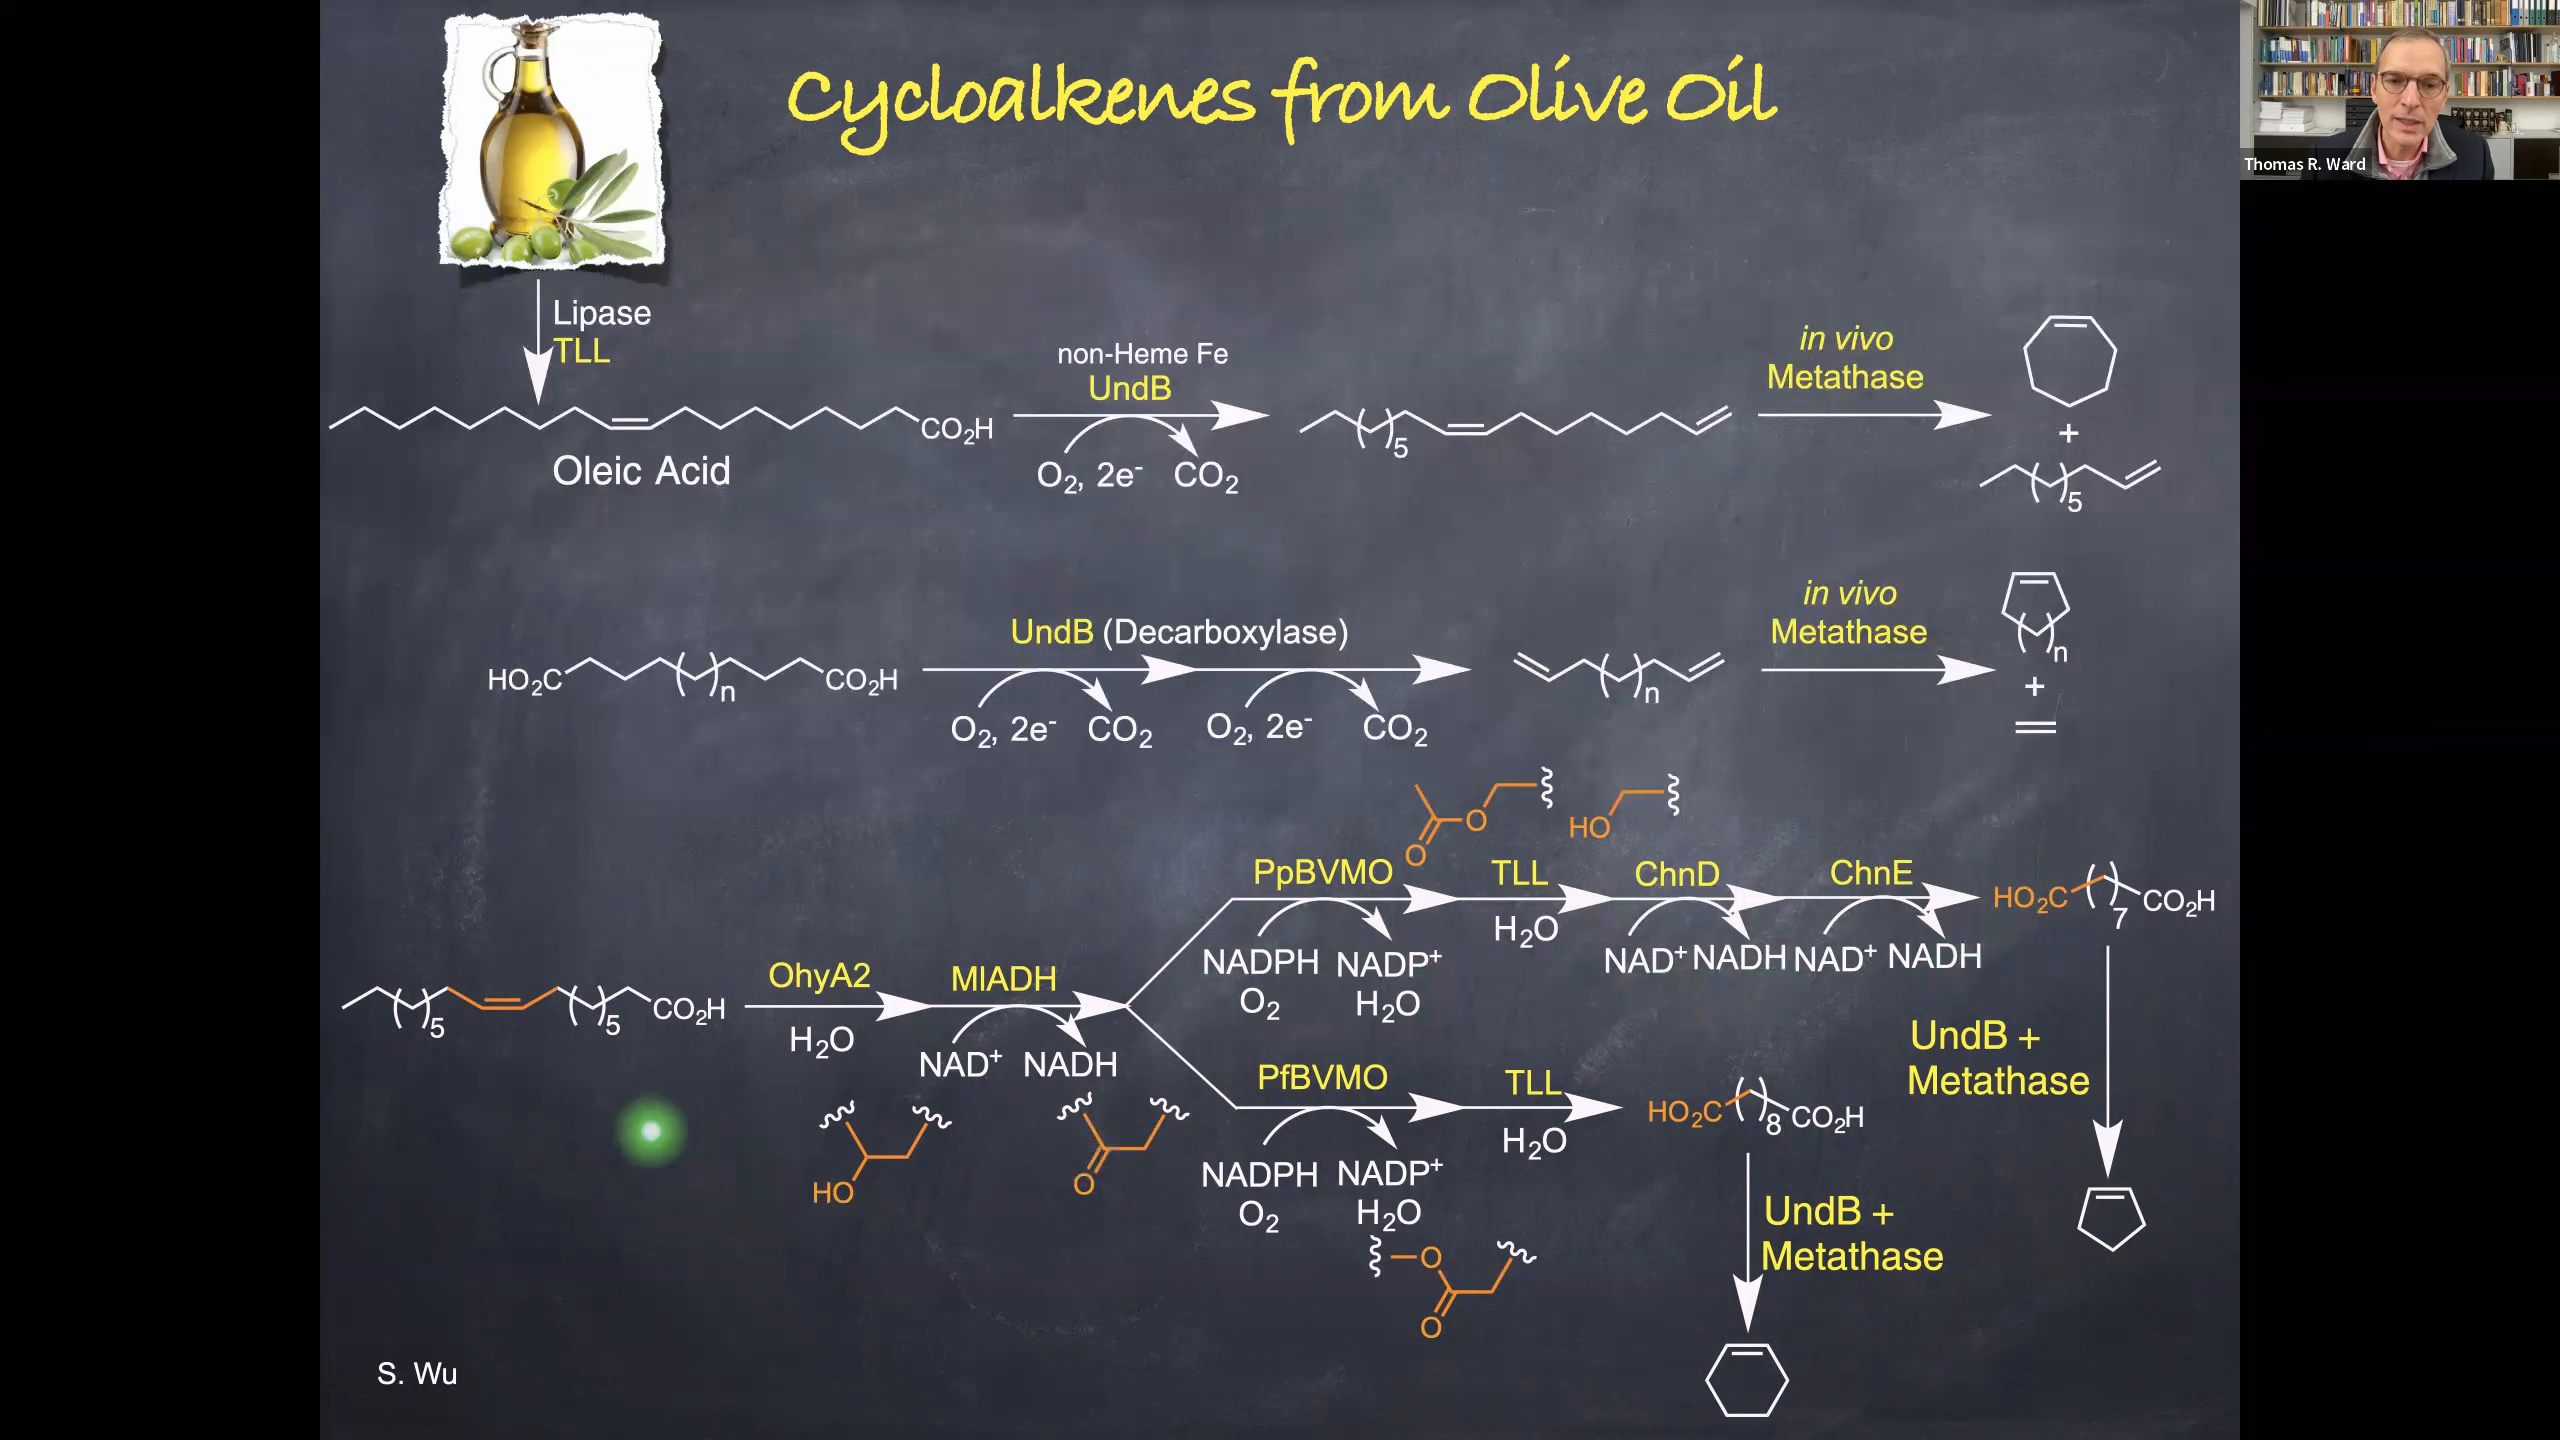 Cycloalkenes from Olive Oil
Thomas R. Ward
Lipase
TLL
CO2H
Oleic Acid
non-Heme Fe
UndB
O2, 2e- CO2
5
in vivo
Metathase
+
5
HO2C n CO2H
UndB (Decarboxylase)
O2, 2e- CO2 O2, 2e- CO2
n
in vivo
Metathase
n
+
5 5 CO2H
OhyA2
H2O
MlADH
NAD+ NADH
HO
O
O O
HO
PpBVMO
NADPH NADP+
O2 H2O
TLL
H2O
ChnD
NAD+ NADH
ChnE
NAD+ NADH
HO2C 7 CO2H
UndB +
Metathase
PfBVMO
NADPH NADP+
O2 H2O
O
O
TLL
H2O
HO2C 8 CO2H
UndB +
Metathase
S. Wu